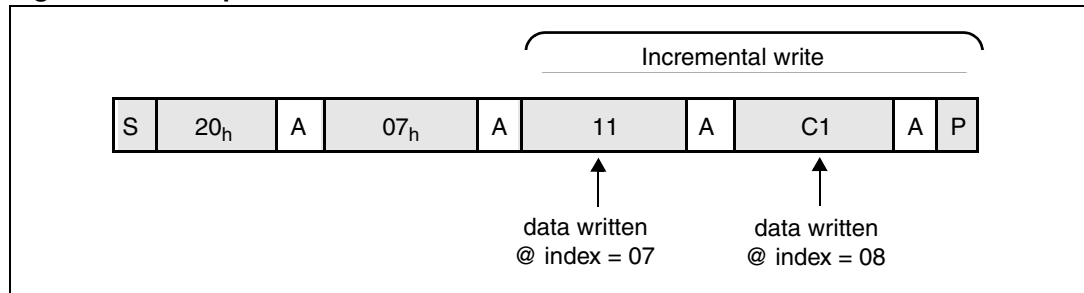 Incremental write
S 20h A 07h A 11 A C1 A P
data written @ index = 07
data written @ index = 08